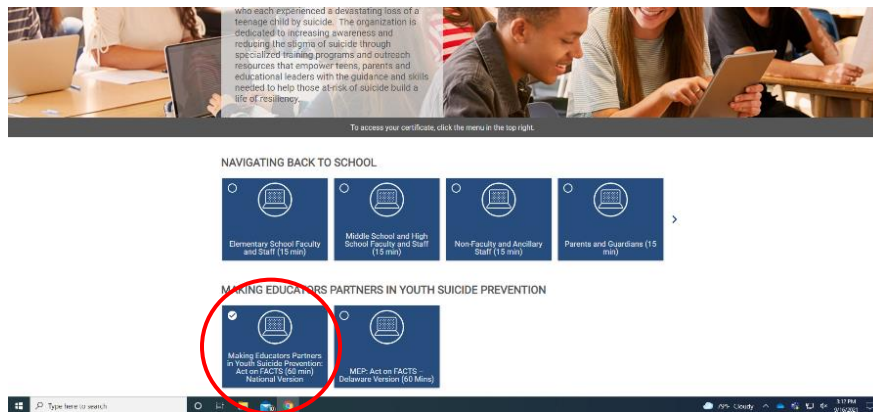 who each experienced a devastating loss of a
teenage child by suicide. The organization is
dedicated to increasing awareness and
reducing the stigma of suicide through
specialized training programs and outreach
resources that empower teens, parents and
educational leaders with the guidance and skills
needed to help those at-risk of suicide build a
life of resiliency.
To access your certificate, click the menu in the top right.
NAVIGATING BACK TO SCHOOL
Elementary School Faculty
and Staff (15 min)
Middle School and High
School Faculty and Staff
(15 min)
Non-Faculty and Ancillary
Staff (15 min)
Parents and Guardians (15
min)
MAKING EDUCATORS PARTNERS IN YOUTH SUICIDE PREVENTION
Making Educators Partners
in Youth Suicide Prevention:
Act on FACTS (60 min)
National Version
MEP: Act on FACTS –
Delaware Version (60 Mins)
Type here to search
79°F Cloudy
3:12 PM
9/16/2021